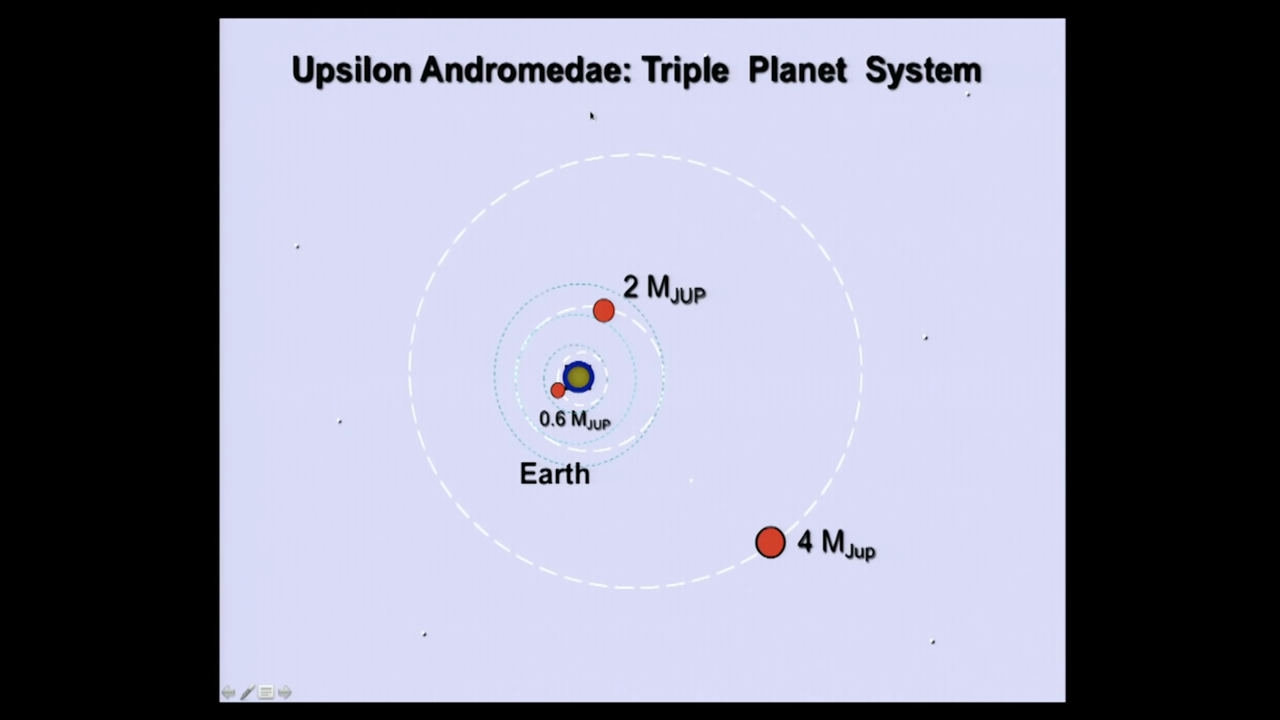 Upsilon Andromedae: Triple Planet System
2 MJUP
0.6 MJUP
Earth
4 MJup